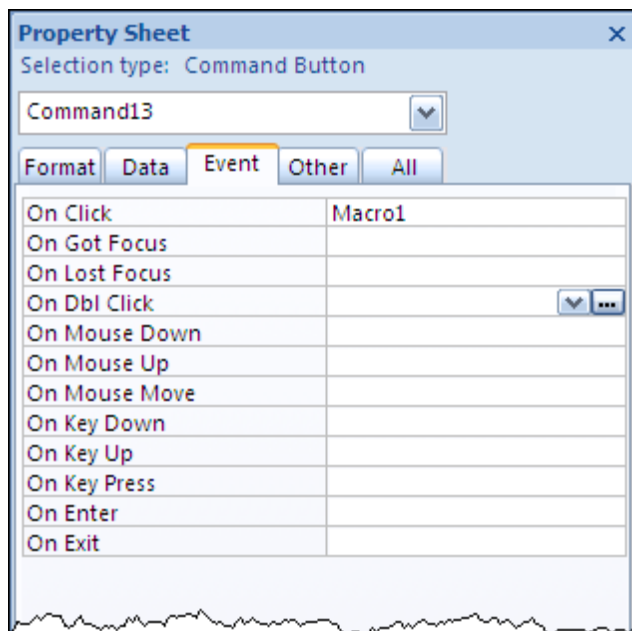 Property Sheet
Selection type: Command Button
Command13
Format Data Event Other All
On Click Macro1
On Got Focus
On Lost Focus
On Dbl Click
On Mouse Down
On Mouse Up
On Mouse Move
On Key Down
On Key Up
On Key Press
On Enter
On Exit